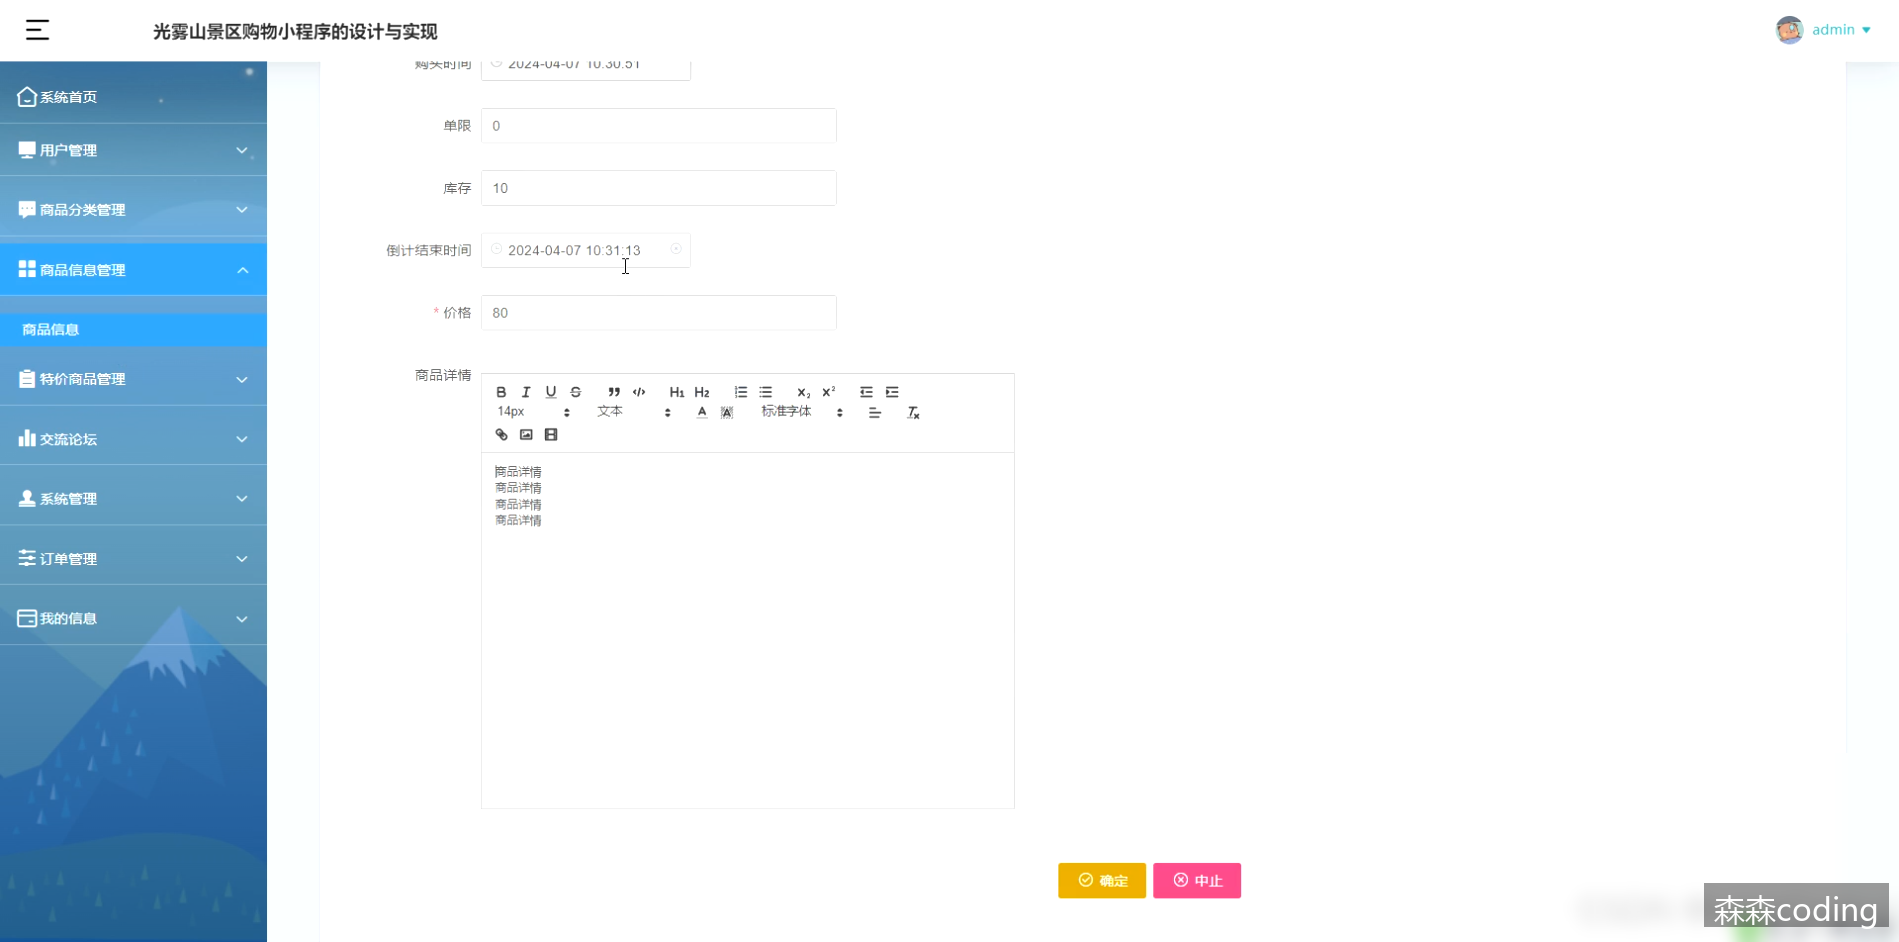 光雾山景区购物小程序的设计与实现
admin
系统首页
用户管理
商品分类管理
商品信息管理
商品信息
特价商品管理
交流论坛
系统管理
订单管理
我的信息
购买时间 2024-04-07 10:30:51
单限 0
库存 10
倒计结束时间 2024-04-07 10:31:13
* 价格 80
商品详情
B I U S H1 H2 X2 X²
14px 文本 A A 标准字体 Tx
商品详情
商品详情
商品详情
商品详情
确定 中止
森森coding